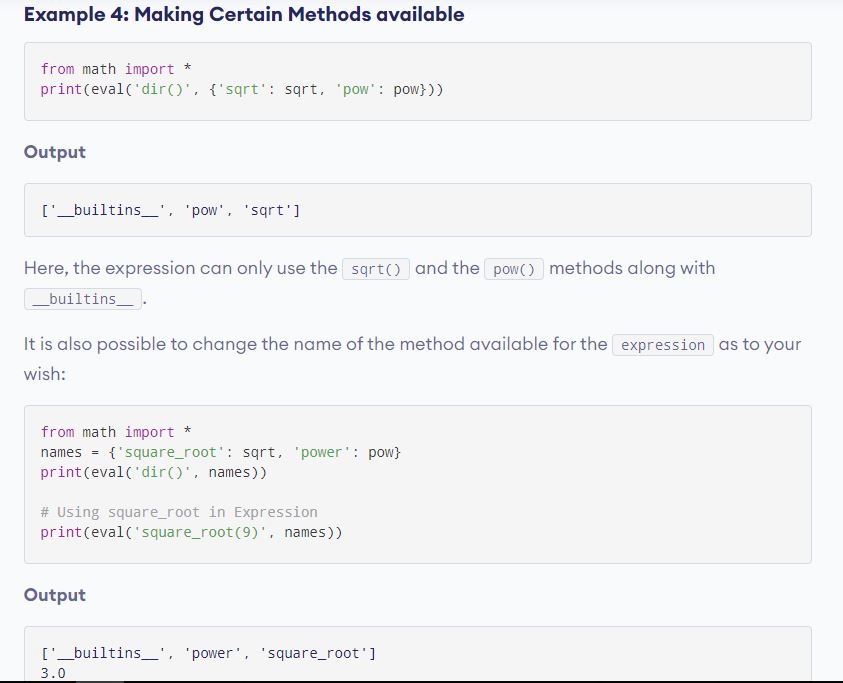 Example 4: Making Certain Methods available
from math import *
print(eval('dir()', {'sqrt': sqrt, 'pow': pow}))
Output
['__builtins__', 'pow', 'sqrt']
Here, the expression can only use the sqrt() and the pow() methods along with
__builtins__ .
It is also possible to change the name of the method available for the expression as to your
wish:
from math import *
names = {'square_root': sqrt, 'power': pow}
print(eval('dir()', names))
# Using square_root in Expression
print(eval('square_root(9)', names))
Output
['__builtins__', 'power', 'square_root']
3.0